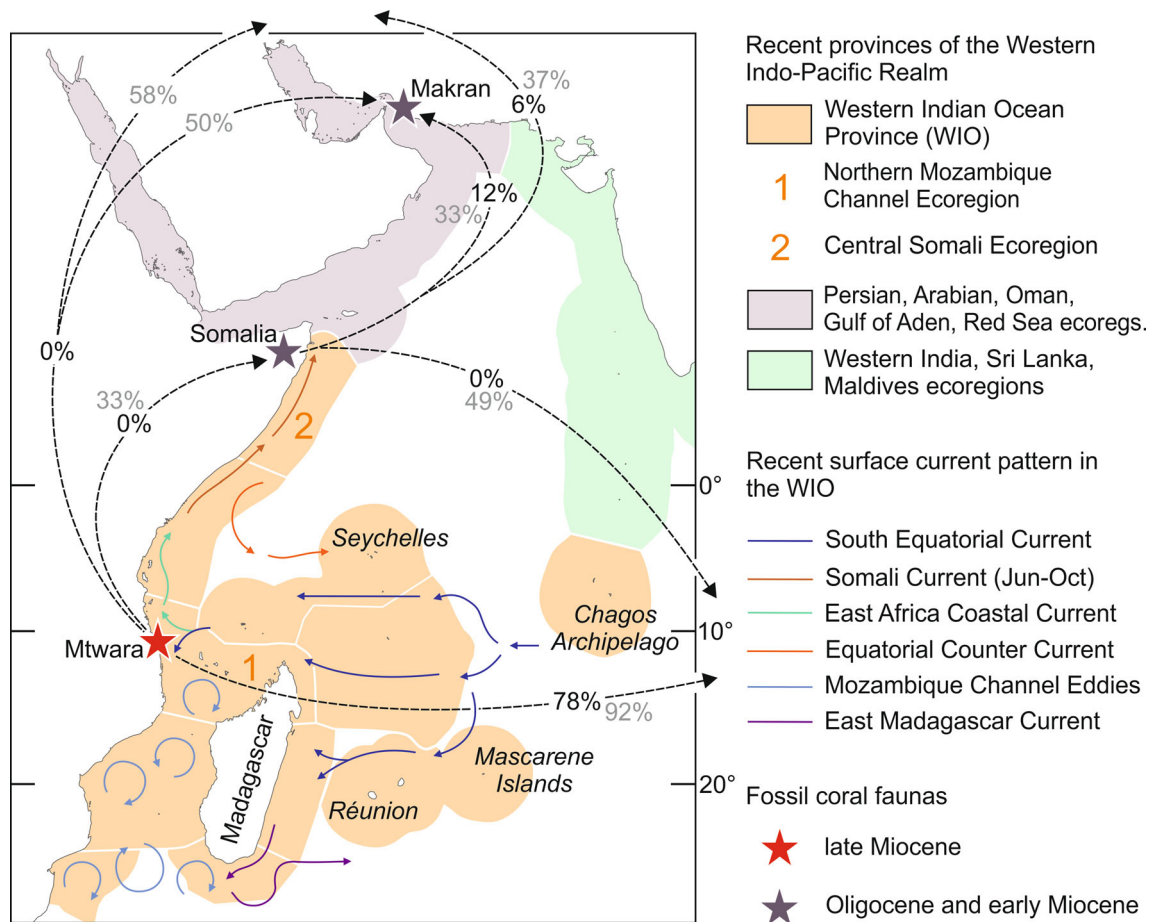 58%
50%
Makran
37%
6%
12%
33%
Somalia
0%
33%
0%
0%
49%
2
0°
Seychelles
Chagos
Archipelago
10°
Mtwara
1
78%
92%
Madagascar
Mascarene
Islands
Réunion
20°
Recent provinces of the Western
Indo-Pacific Realm
Western Indian Ocean
Province (WIO)
1
Northern Mozambique
Channel Ecoregion
2
Central Somali Ecoregion
Persian, Arabian, Oman,
Gulf of Aden, Red Sea ecoregs.
Western India, Sri Lanka,
Maldives ecoregions
Recent surface current pattern in
the WIO
South Equatorial Current
Somali Current (Jun-Oct)
East Africa Coastal Current
Equatorial Counter Current
Mozambique Channel Eddies
East Madagascar Current
Fossil coral faunas
late Miocene
Oligocene and early Miocene